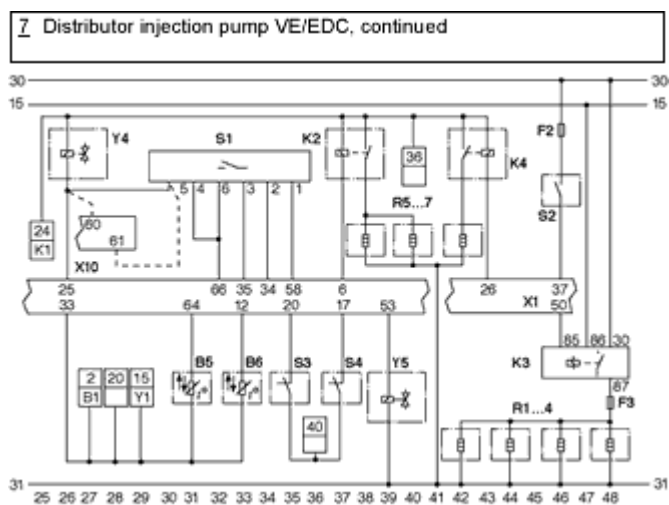 7 Distributor injection pump VE/EDC, continued
30 30
15 15
Y4 S1 K2 36 K4 F2
5 4 6 3 2 1
R5...7 S2
24 K1
60 61
X10
25 66 35 34 58 6 26 X1 37
33 64 12 20 17 53 50
85 86 30
2 B1 20 15 Y1 B5 B6 S3 S4 Y5 K3
87
40 R1...4 F3
31 31
25 26 27 28 29 30 31 32 33 34 35 36 37 38 39 40 41 42 43 44 45 46 47 48